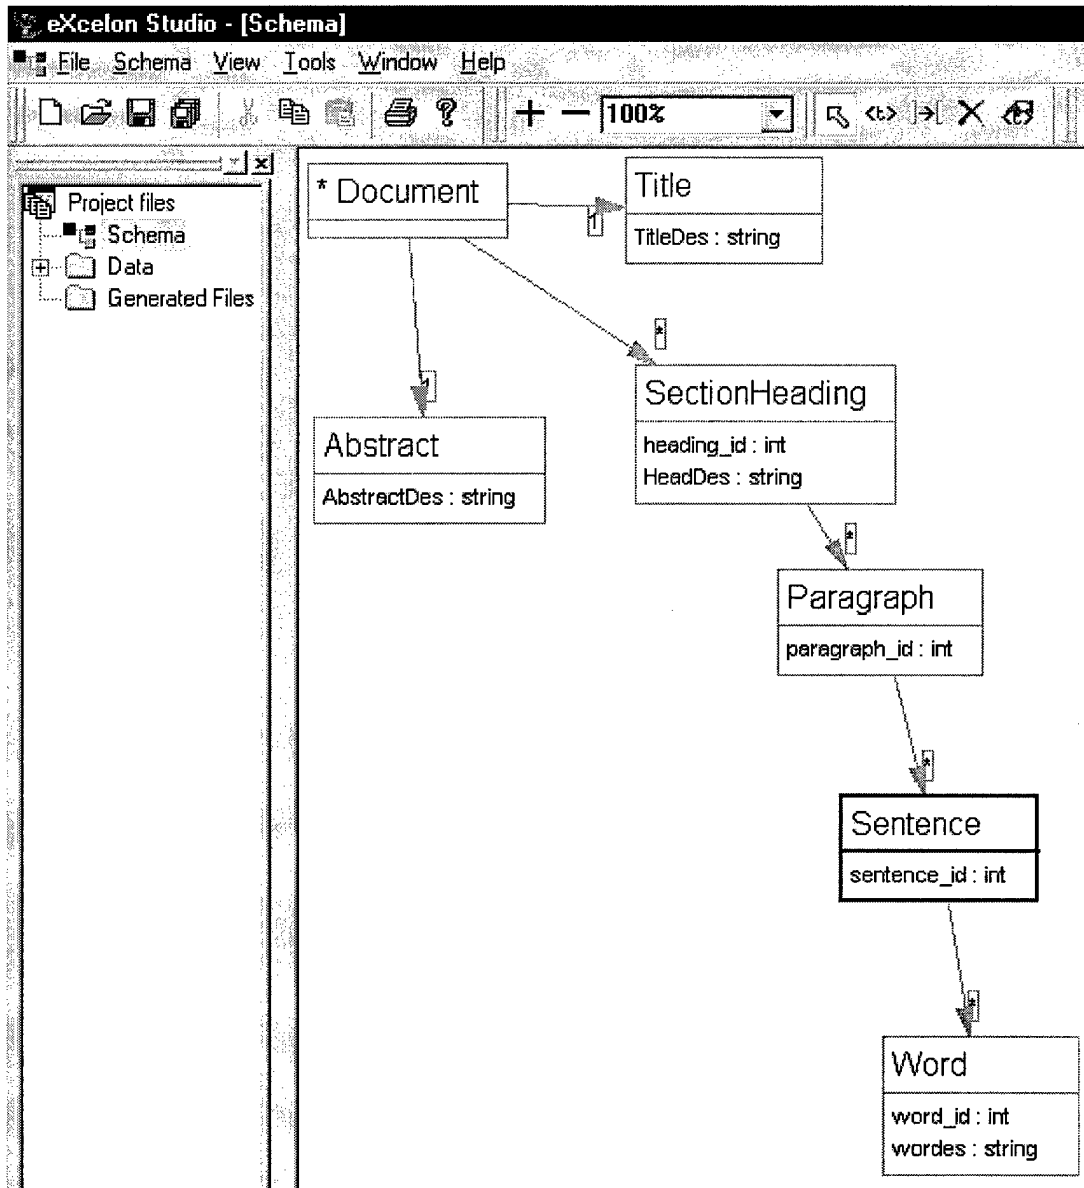 eXcelon Studio - [Schema]
File Schema View Tools Window Help
100%
Project files
Schema
Data
Generated Files
* Document
1
Title
TitleDes : string
*
1
SectionHeading
heading_id : int
HeadDes : string
Abstract
AbstractDes : string
*
Paragraph
paragraph_id : int
*
Sentence
sentence_id : int
*
Word
word_id : int
wordes : string